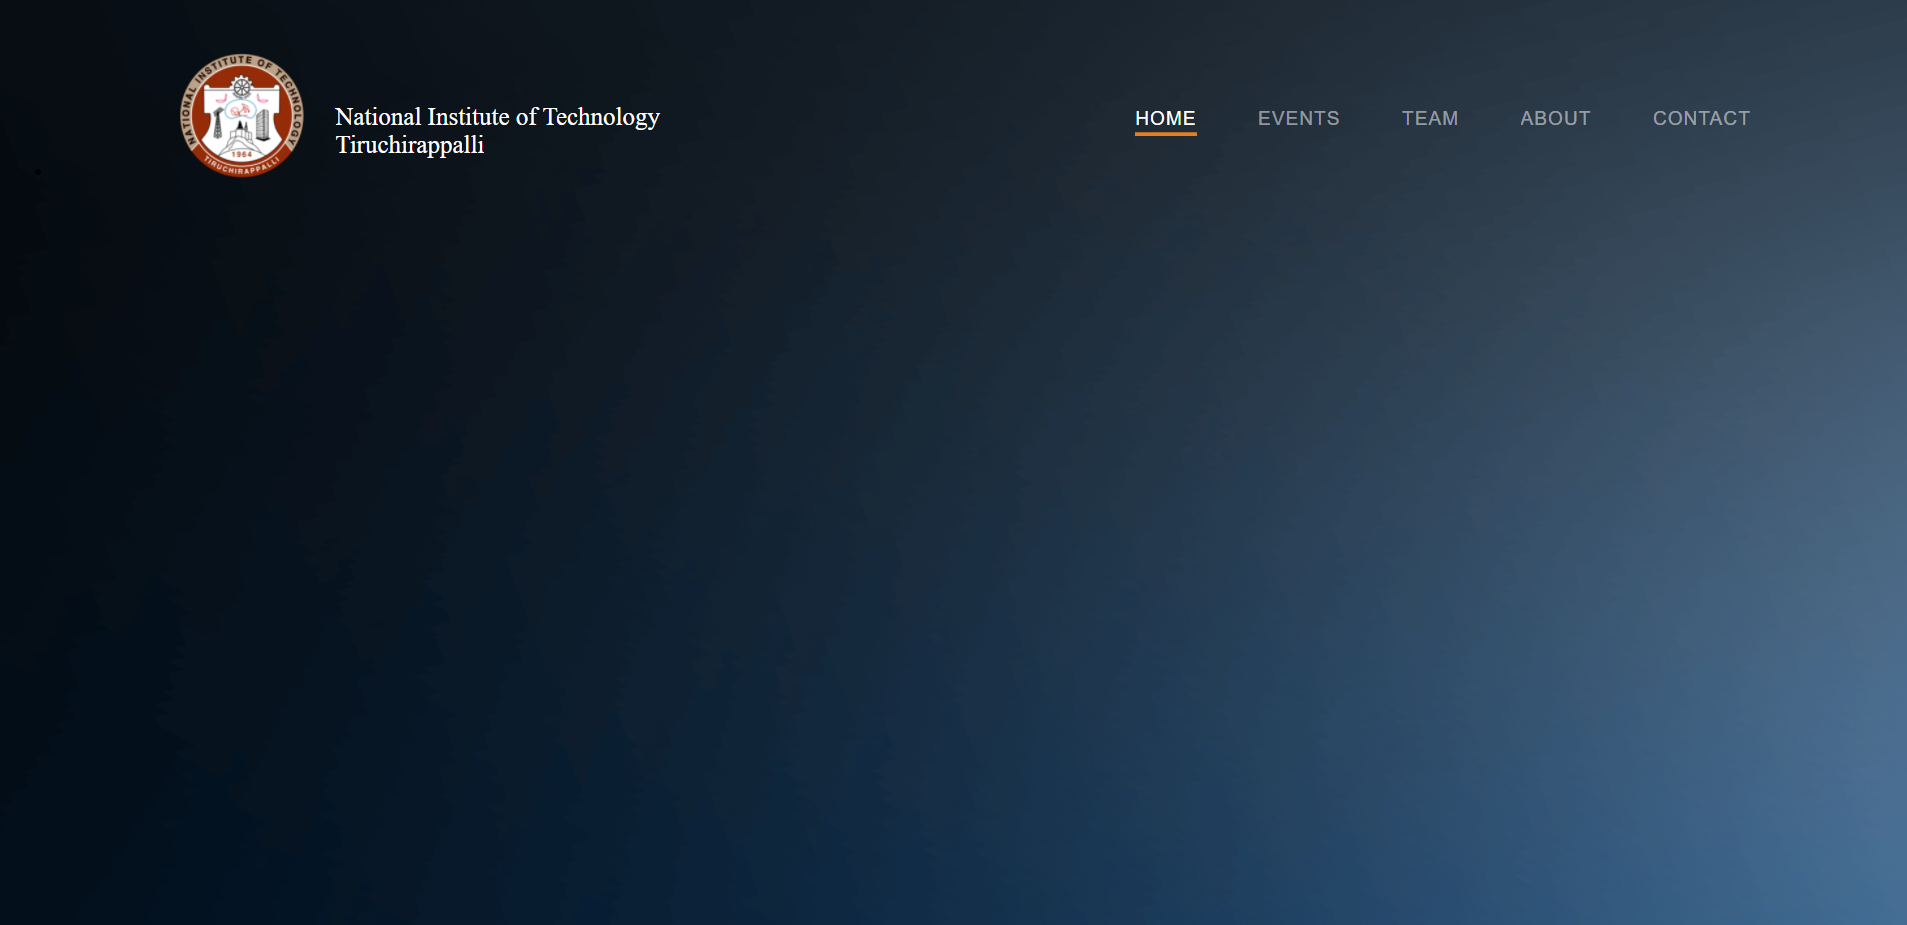 NATIONAL INSTITUTE OF TECHNOLOGY
1964
TIRUCHIRAPPALLI
National Institute of Technology
Tiruchirappalli
HOME
EVENTS
TEAM
ABOUT
CONTACT